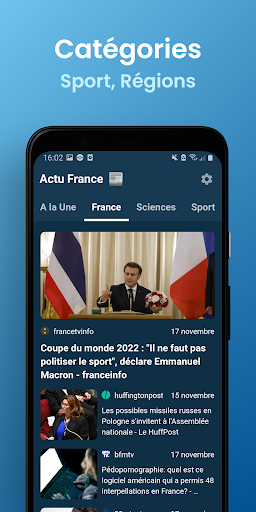 Catégories
Sport, Régions
16:02
Actu France
A la Une France Sciences Sport
francetvinfo 17 novembre
Coupe du monde 2022 : "Il ne faut pas
politiser le sport", déclare Emmanuel
Macron - franceinfo
huffingtonpost 15 novembre
Les possibles missiles russes en
Pologne s'invitent à l'Assemblée
nationale - Le HuffPost
bfmtv 17 novembre
Pédopornographie: quel est ce
logiciel américain qui a permis 48
interpellations en France? - …